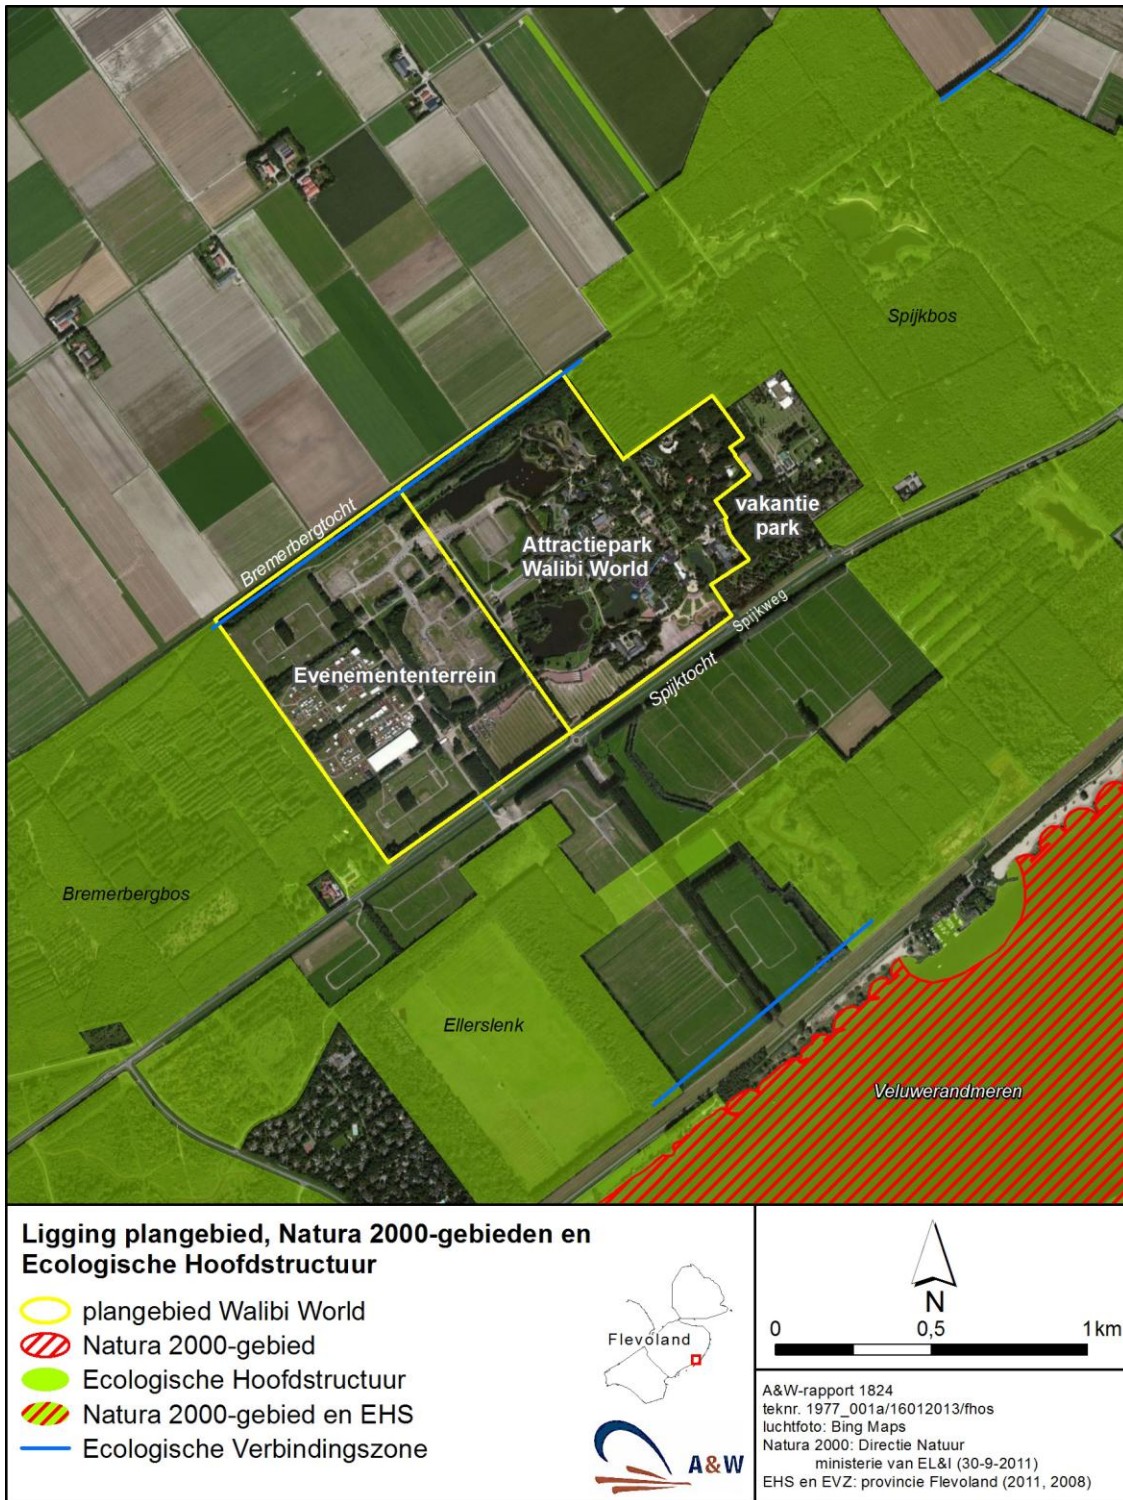 Spijkbos
Bremerbergtocht
vakantie
park
Attractiepark
Walibi World
Spijkweg
Evenemententerrein
Spijktocht
Bremerbergbos
Ellerslenk
Veluwerandmeren
Ligging plangebied, Natura 2000-gebieden en
Ecologische Hoofdstructuur
plangebied Walibi World
Natura 2000-gebied
Ecologische Hoofdstructuur
Natura 2000-gebied en EHS
Ecologische Verbindingszone
Flevoland
A&W
N
0 0,5 1 km
A&W-rapport 1824
teknr. 1977_001a/16012013/fhos
luchtfoto: Bing Maps
Natura 2000: Directie Natuur
ministerie van EL&I (30-9-2011)
EHS en EVZ: provincie Flevoland (2011, 2008)